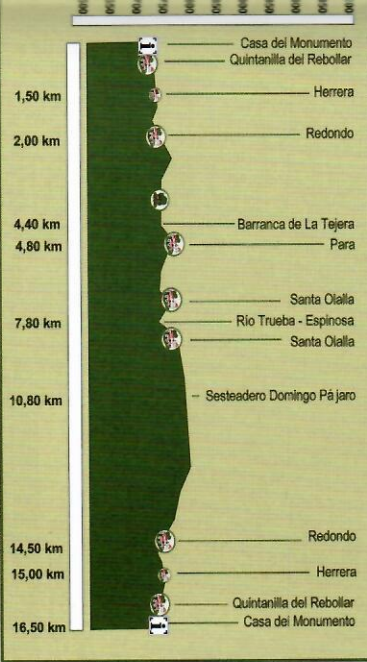 Casa del Monumento
Quintanilla del Rebollar
1,50 km Herrera
2,00 km Redondo
4,40 km Barranca de La Tejera
4,80 km Para
Santa Olalla
7,80 km Rio Trueba - Espinosa
Santa Olalla
10,80 km Sesteadero Domingo Pájaro
14,50 km Redondo
15,00 km Herrera
Quintanilla del Rebollar
16,50 km Casa del Monumento